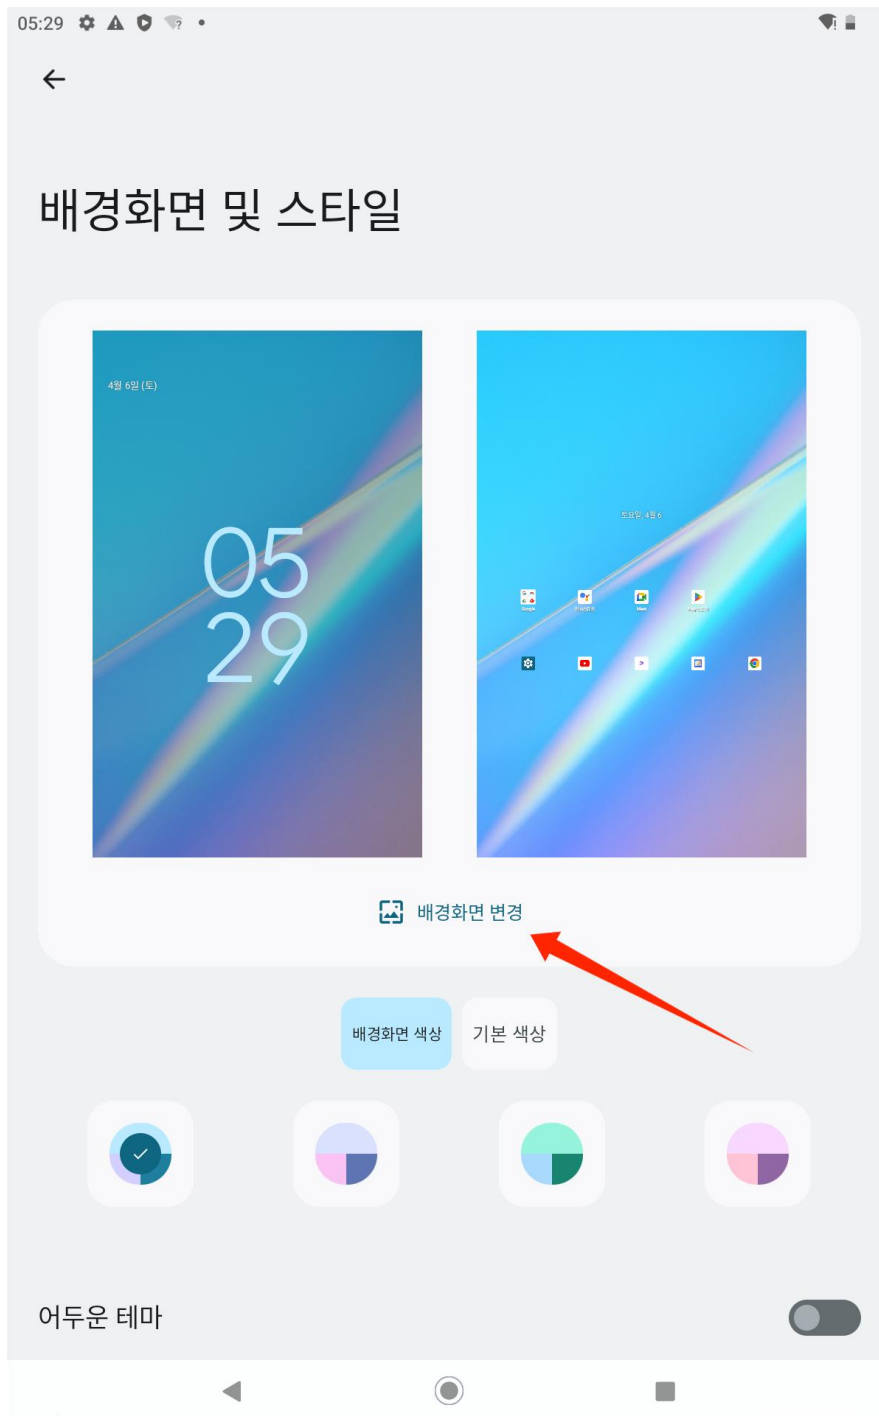 05:29
배경화면 및 스타일
4월 6일 (토)
05
29
토요일, 4월 6
Google
Meet
배경화면 변경
배경화면 색상
기본 색상
어두운 테마